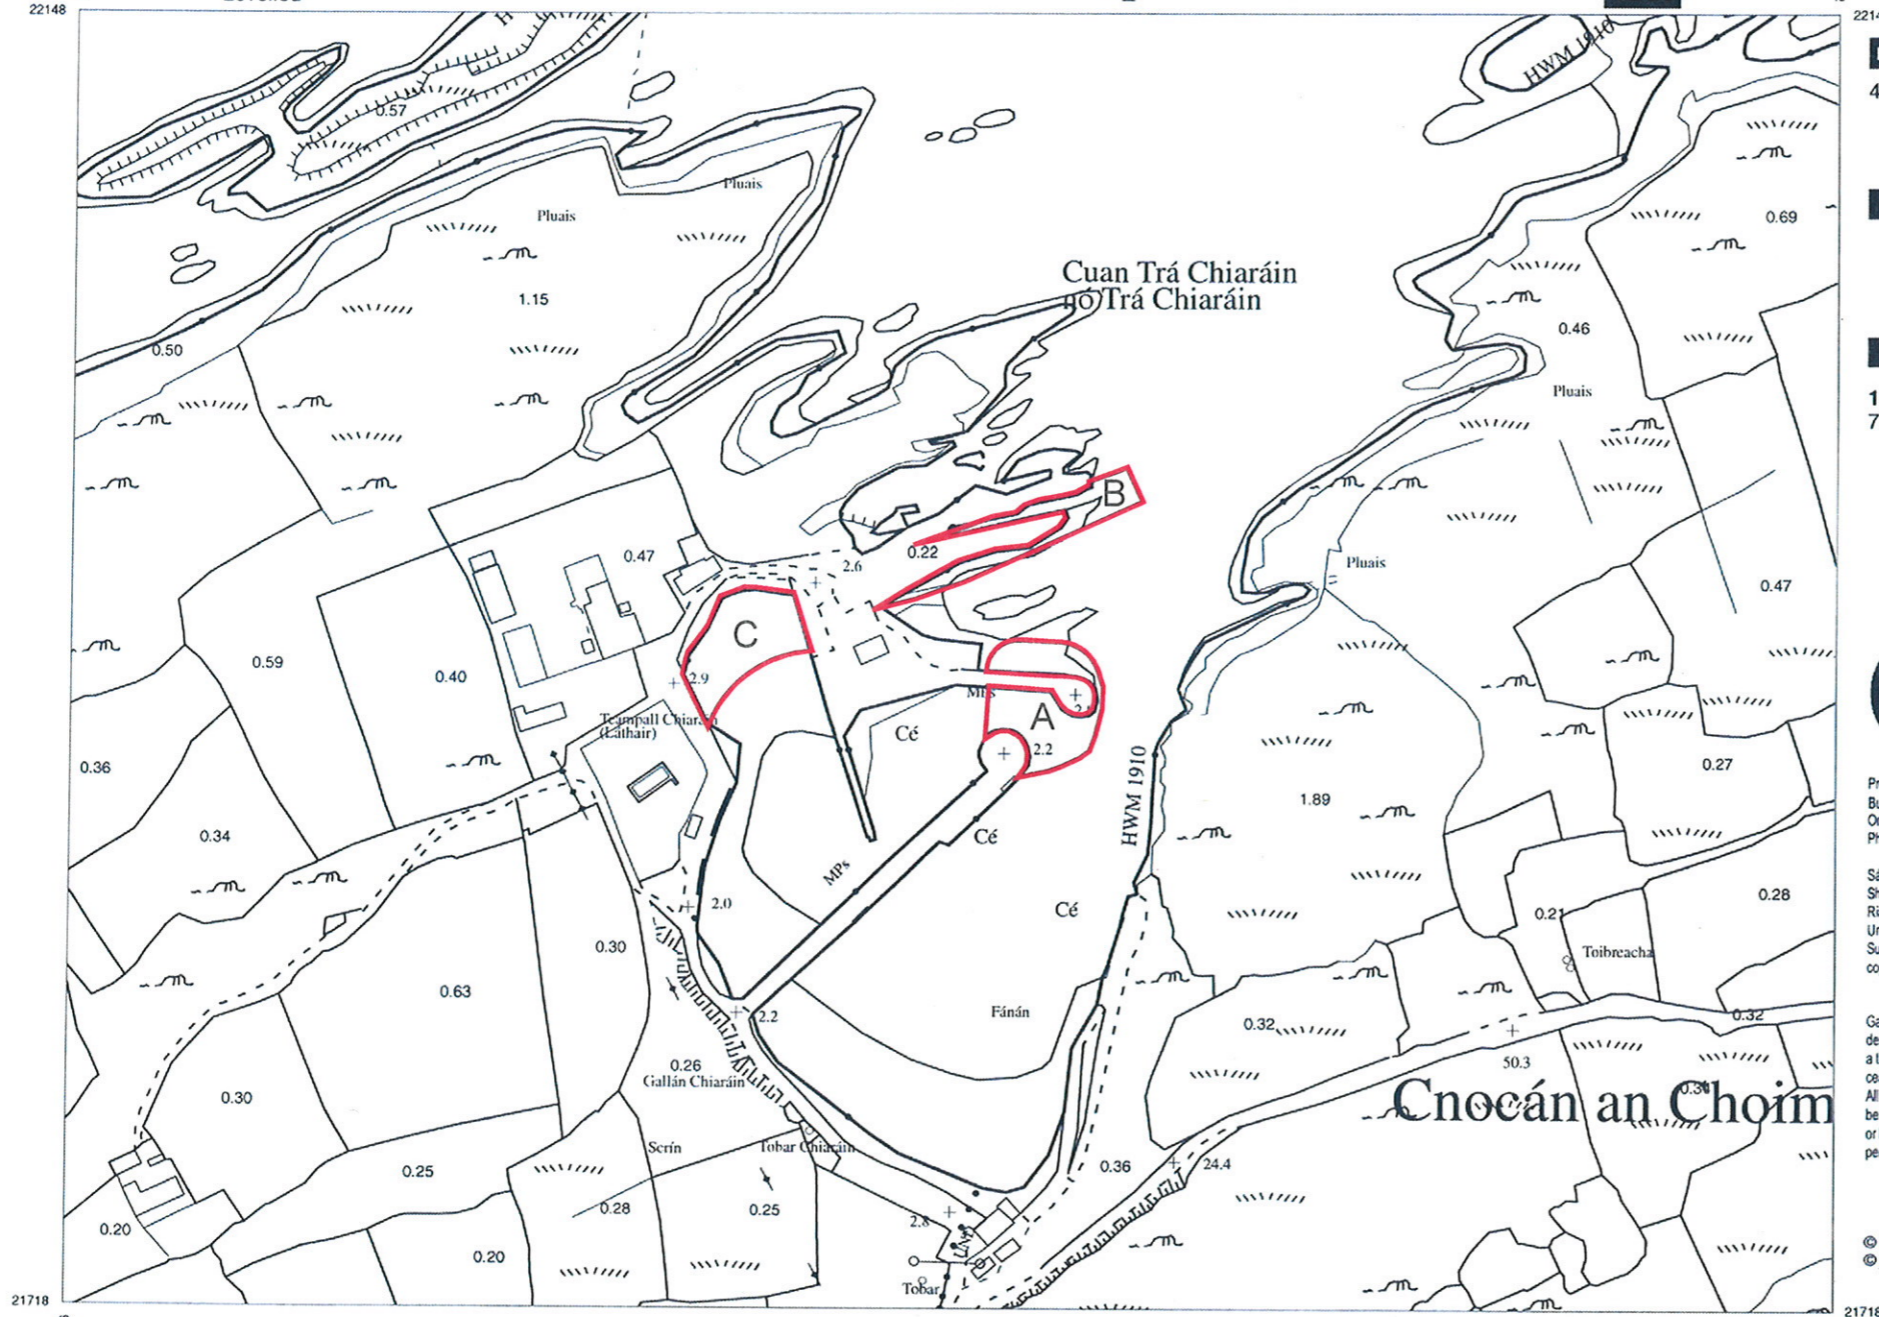 22148
HWM 1910
0.57
Pluais
Pluais
0.69
Cuan Trá Chiaráin
nó Trá Chiaráin
1.15
0.46
0.50
Pluais
B
0.47
0.22
2.6
Pluais
0.47
C
0.59
0.40
2.9
MPs
Teampall Chiaráin
(Láthair)
A
Cé
2.2
0.36
HWM 1910
0.27
1.89
0.34
Cé
MPs
0.28
2.0
Cé
0.21
0.30
Toibreacha
0.63
Fánán
2.2
0.32
0.32
50.3
0.26
Gallán Chiaráin
0.30
Cnocán an Choim
Scrín
Tobar Chiaráin
0.36
24.4
0.25
0.28
0.25
2.8
0.20
0.20
Tobar
21718
21718